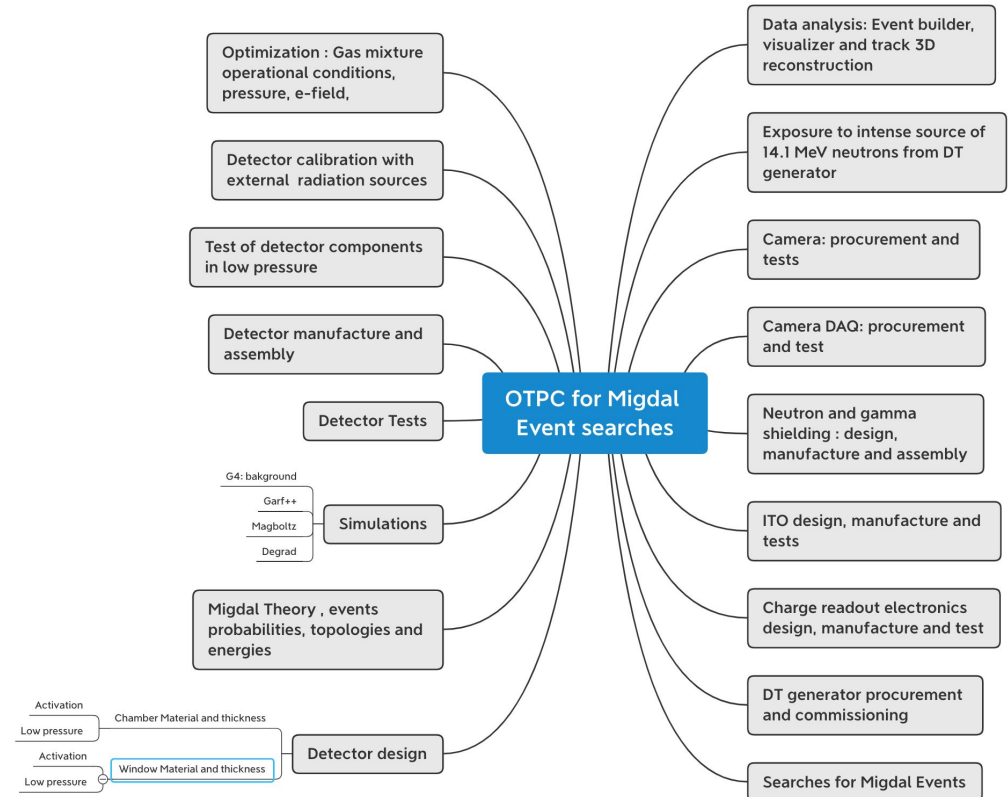 OTPC for Migdal
Event searches
Optimization : Gas mixture
operational conditions,
pressure, e-field,
Detector calibration with
external radiation sources
Test of detector components
in low pressure
Detector manufacture and
assembly
Detector Tests
Simulations
G4: bakground
Garf++
Magboltz
Degrad
Migdal Theory , events
probabilities, topologies and
energies
Detector design
Chamber Material and thickness
Activation
Low pressure
Window Material and thickness
Activation
Low pressure
Data analysis: Event builder,
visualizer and track 3D
reconstruction
Exposure to intense source of
14.1 MeV neutrons from DT
generator
Camera: procurement and
tests
Camera DAQ: procurement
and test
Neutron and gamma
shielding : design,
manufacture and assembly
ITO design, manufacture and
tests
Charge readout electronics
design, manufacture and test
DT generator procurement
and commissioning
Searches for Migdal Events